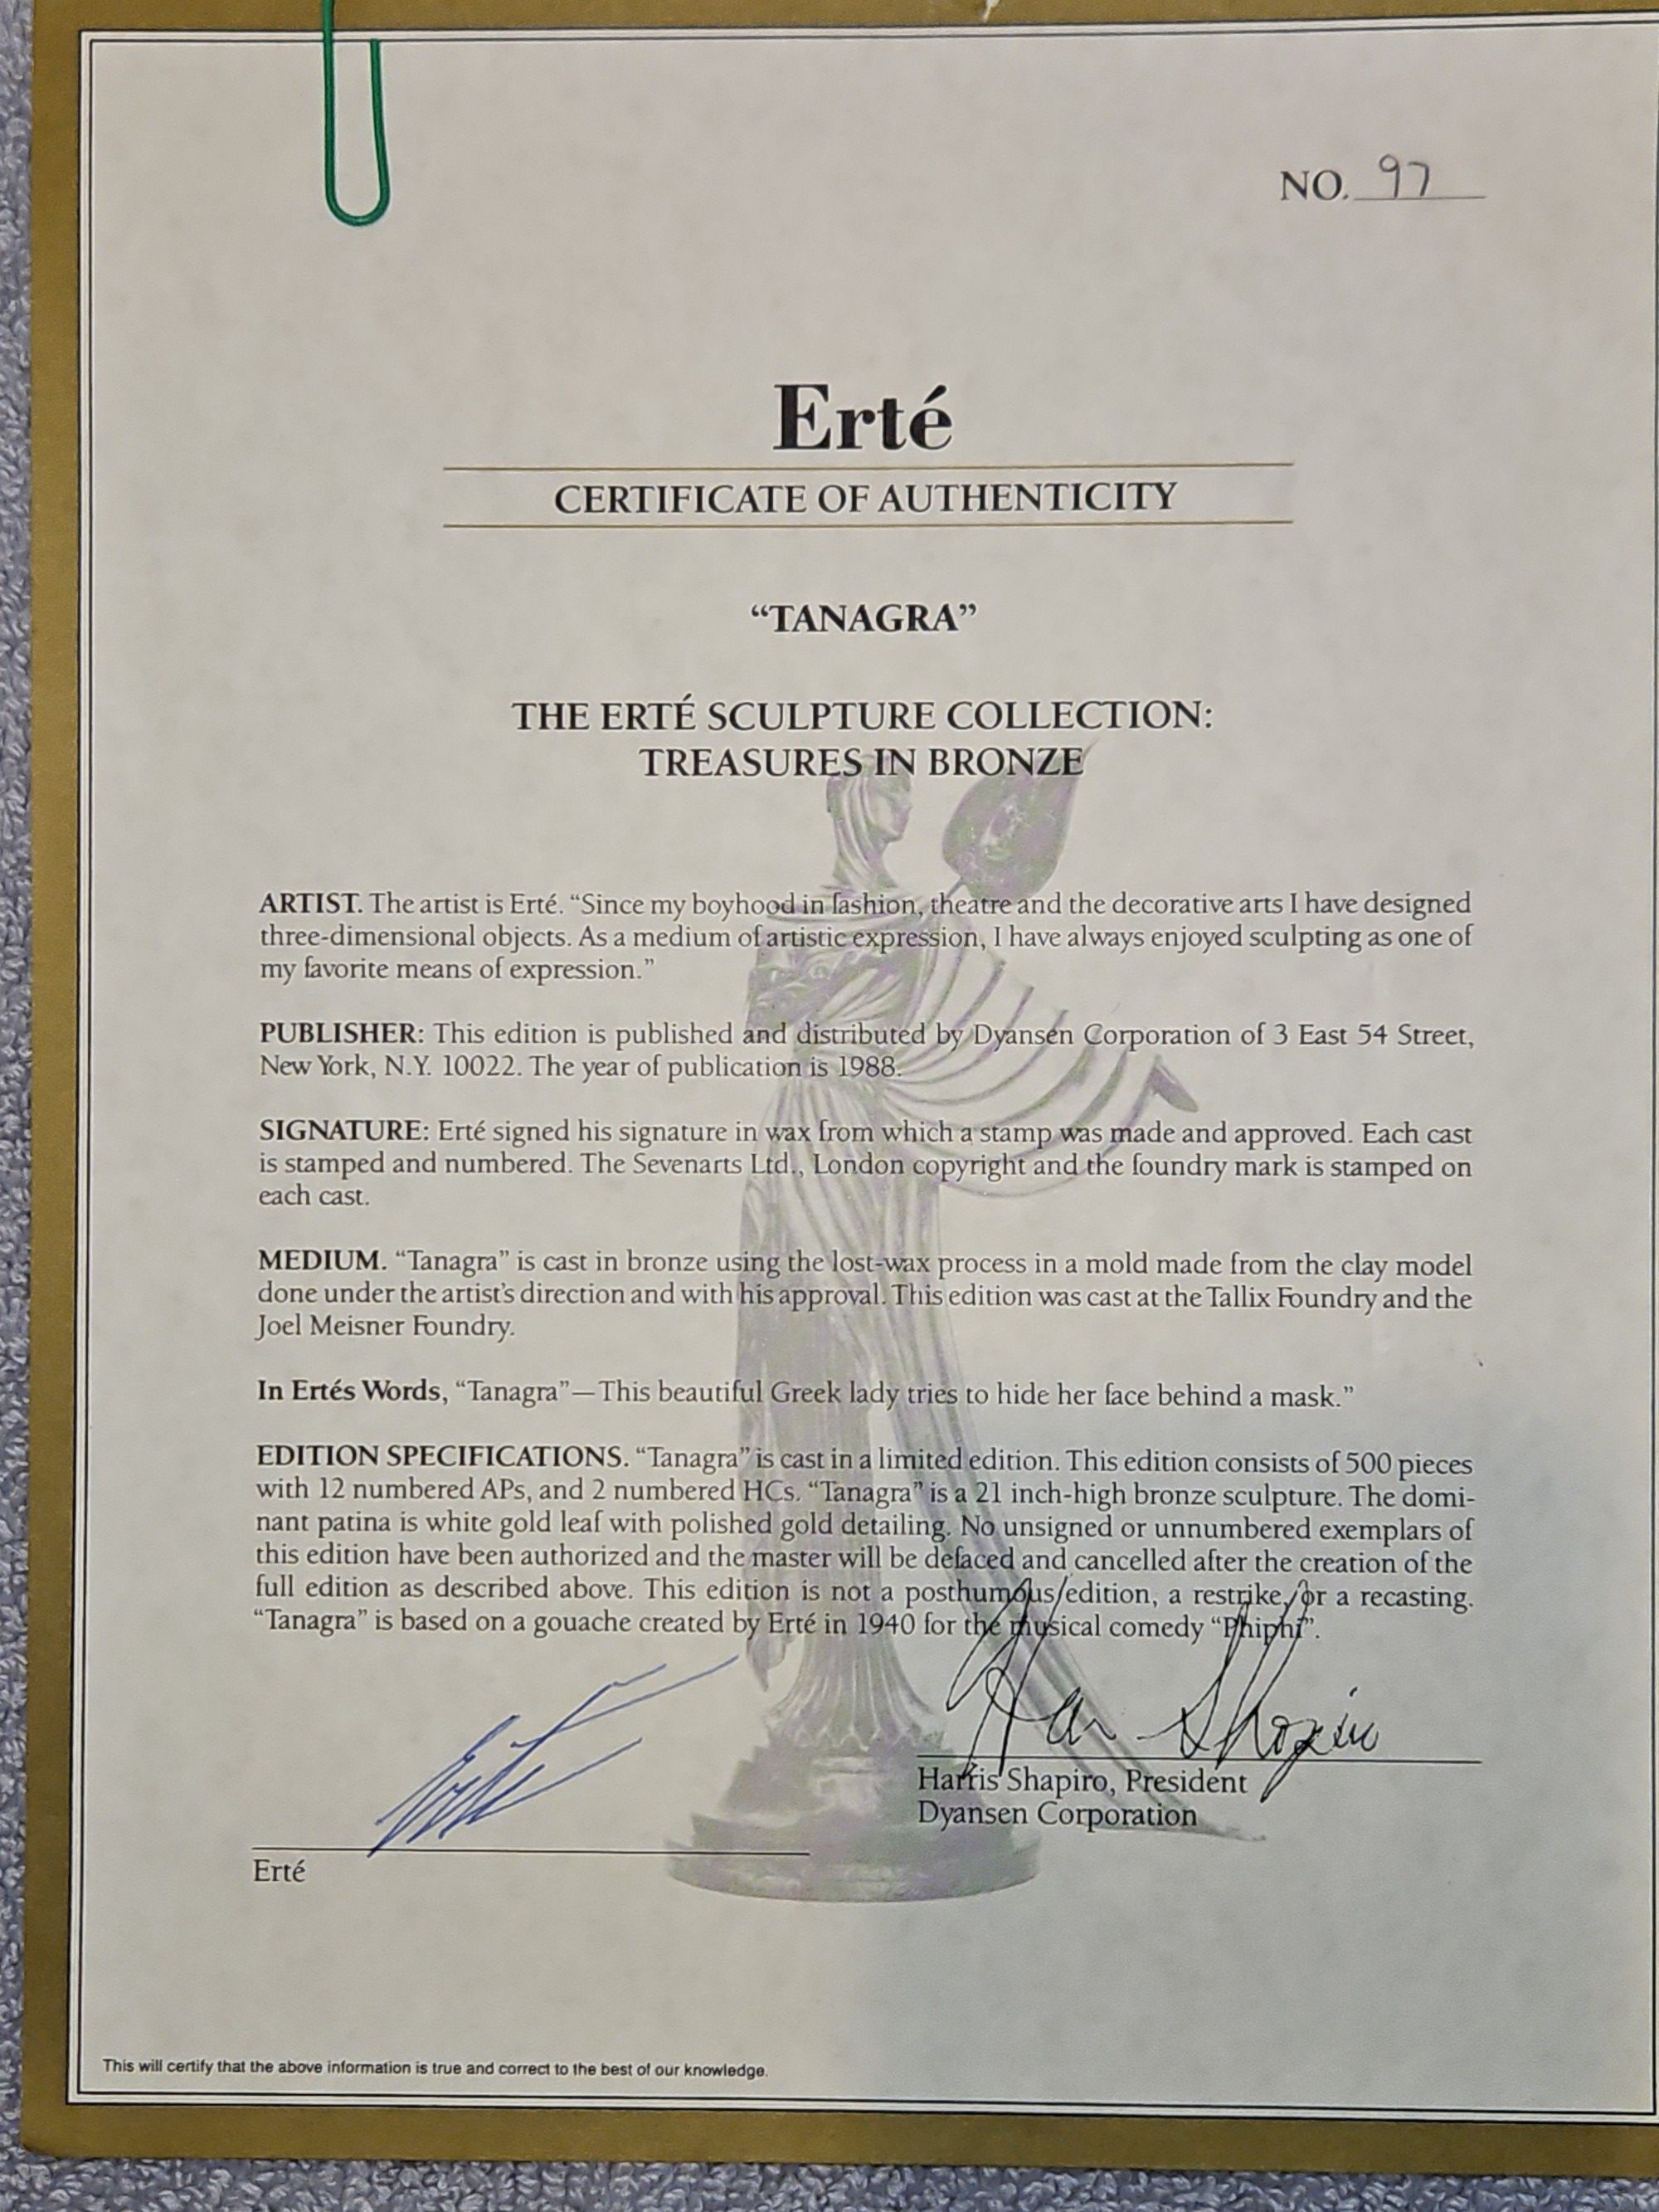 NO. 97
Erté
CERTIFICATE OF AUTHENTICITY
“TANAGRA”
THE ERTÉ SCULPTURE COLLECTION:
TREASURES IN BRONZE
ARTIST. The artist is Erté. “Since my boyhood in fashion, theatre and the decorative arts I have designed
three-dimensional objects. As a medium of artistic expression, I have always enjoyed sculpting as one of
my favorite means of expression.”
PUBLISHER: This edition is published and distributed by Dyansen Corporation of 3 East 54 Street,
New York, N.Y. 10022. The year of publication is 1988.
SIGNATURE: Erté signed his signature in wax from which a stamp was made and approved. Each cast
is stamped and numbered. The Sevenarts Ltd., London copyright and the foundry mark is stamped on
each cast.
MEDIUM. “Tanagra” is cast in bronze using the lost-wax process in a mold made from the clay model
done under the artist's direction and with his approval. This edition was cast at the Tallix Foundry and the
Joel Meisner Foundry.
In Ertés Words, “Tanagra”—This beautiful Greek lady tries to hide her face behind a mask.”
EDITION SPECIFICATIONS. “Tanagra” is cast in a limited edition. This edition consists of 500 pieces
with 12 numbered APs, and 2 numbered HCs. “Tanagra” is a 21 inch-high bronze sculpture. The domi-
nant patina is white gold leaf with polished gold detailing. No unsigned or unnumbered exemplars of
this edition have been authorized and the master will be defaced and cancelled after the creation of the
full edition as described above. This edition is not a posthumous edition, a restrike, or a recasting.
“Tanagra” is based on a gouache created by Erté in 1940 for the musical comedy “Phiphi”.
Erté
Har Shapiro
Harris Shapiro, President
Dyansen Corporation
Erté
This will certify that the above information is true and correct to the best of our knowledge.